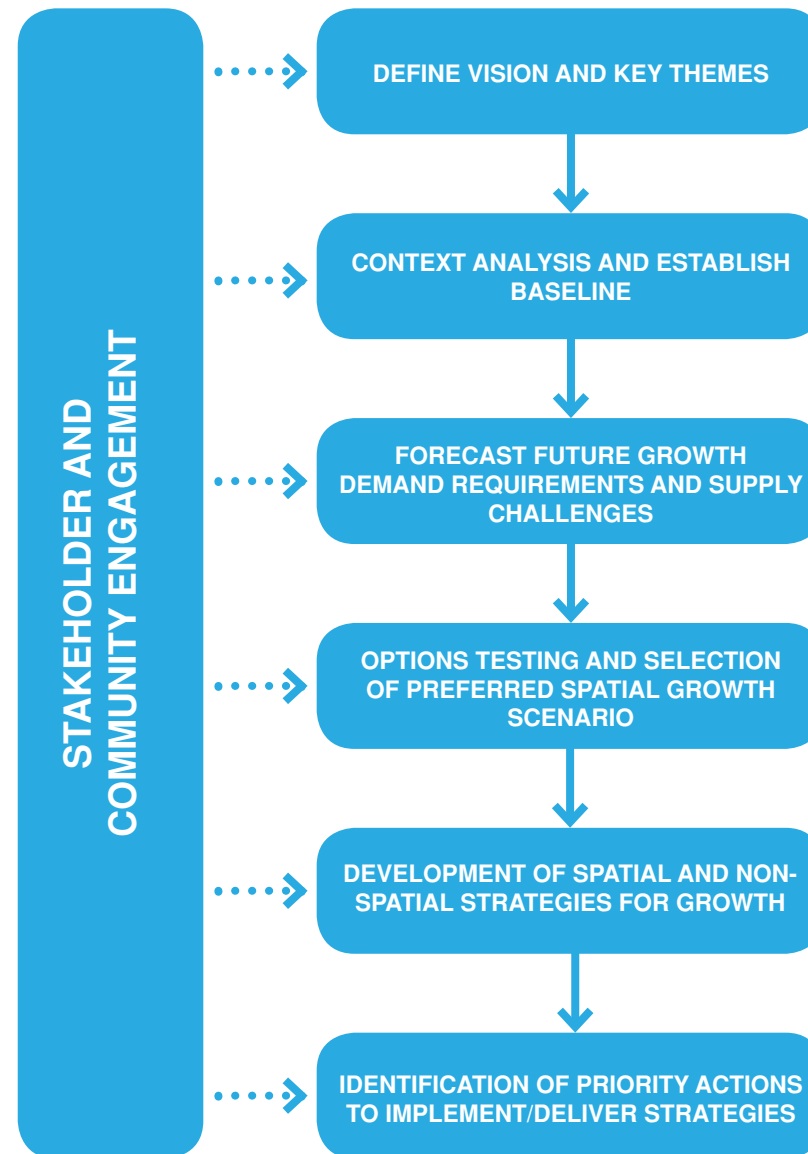 STAKEHOLDER AND
COMMUNITY ENGAGEMENT
DEFINE VISION AND KEY THEMES
CONTEXT ANALYSIS AND ESTABLISH
BASELINE
FORECAST FUTURE GROWTH
DEMAND REQUIREMENTS AND SUPPLY
CHALLENGES
OPTIONS TESTING AND SELECTION
OF PREFERRED SPATIAL GROWTH
SCENARIO
DEVELOPMENT OF SPATIAL AND NON-
SPATIAL STRATEGIES FOR GROWTH
IDENTIFICATION OF PRIORITY ACTIONS
TO IMPLEMENT/DELIVER STRATEGIES